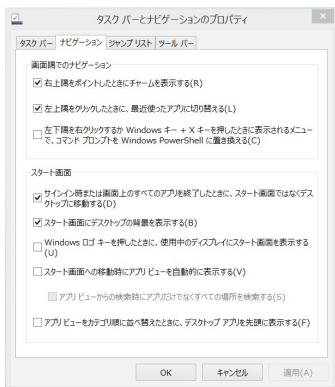 タスク バーとナビゲーションのプロパティ
タスク バー ナビゲーション ジャンプ リスト ツール バー
画面隅でのナビゲーション
右上隅をポイントしたときにチャームを表示する(R)
左上隅をクリックしたときに、最近使ったアプリに切り替える(L)
左下隅を右クリックするか Windows キー + X キーを押したときに表示されるメニュー
で、コマンド プロンプトを Windows PowerShell に置き換える(C)
スタート画面
サインイン時または画面上のすべてのアプリを終了したときに、スタート画面ではなくデス
クトップに移動する(D)
スタート画面にデスクトップの背景を表示する(B)
Windows ロゴ キーを押したときに、使用中のディスプレイにスタート画面を表示する
(U)
スタート画面への移動時にアプリ ビューを自動的に表示する(V)
アプリ ビューからの検索時にアプリだけでなくすべての場所を検索する(S)
アプリ ビューをカテゴリ順に並べ替えたときに、デスクトップ アプリを先頭に表示する(F)
OK キャンセル 適用(A)